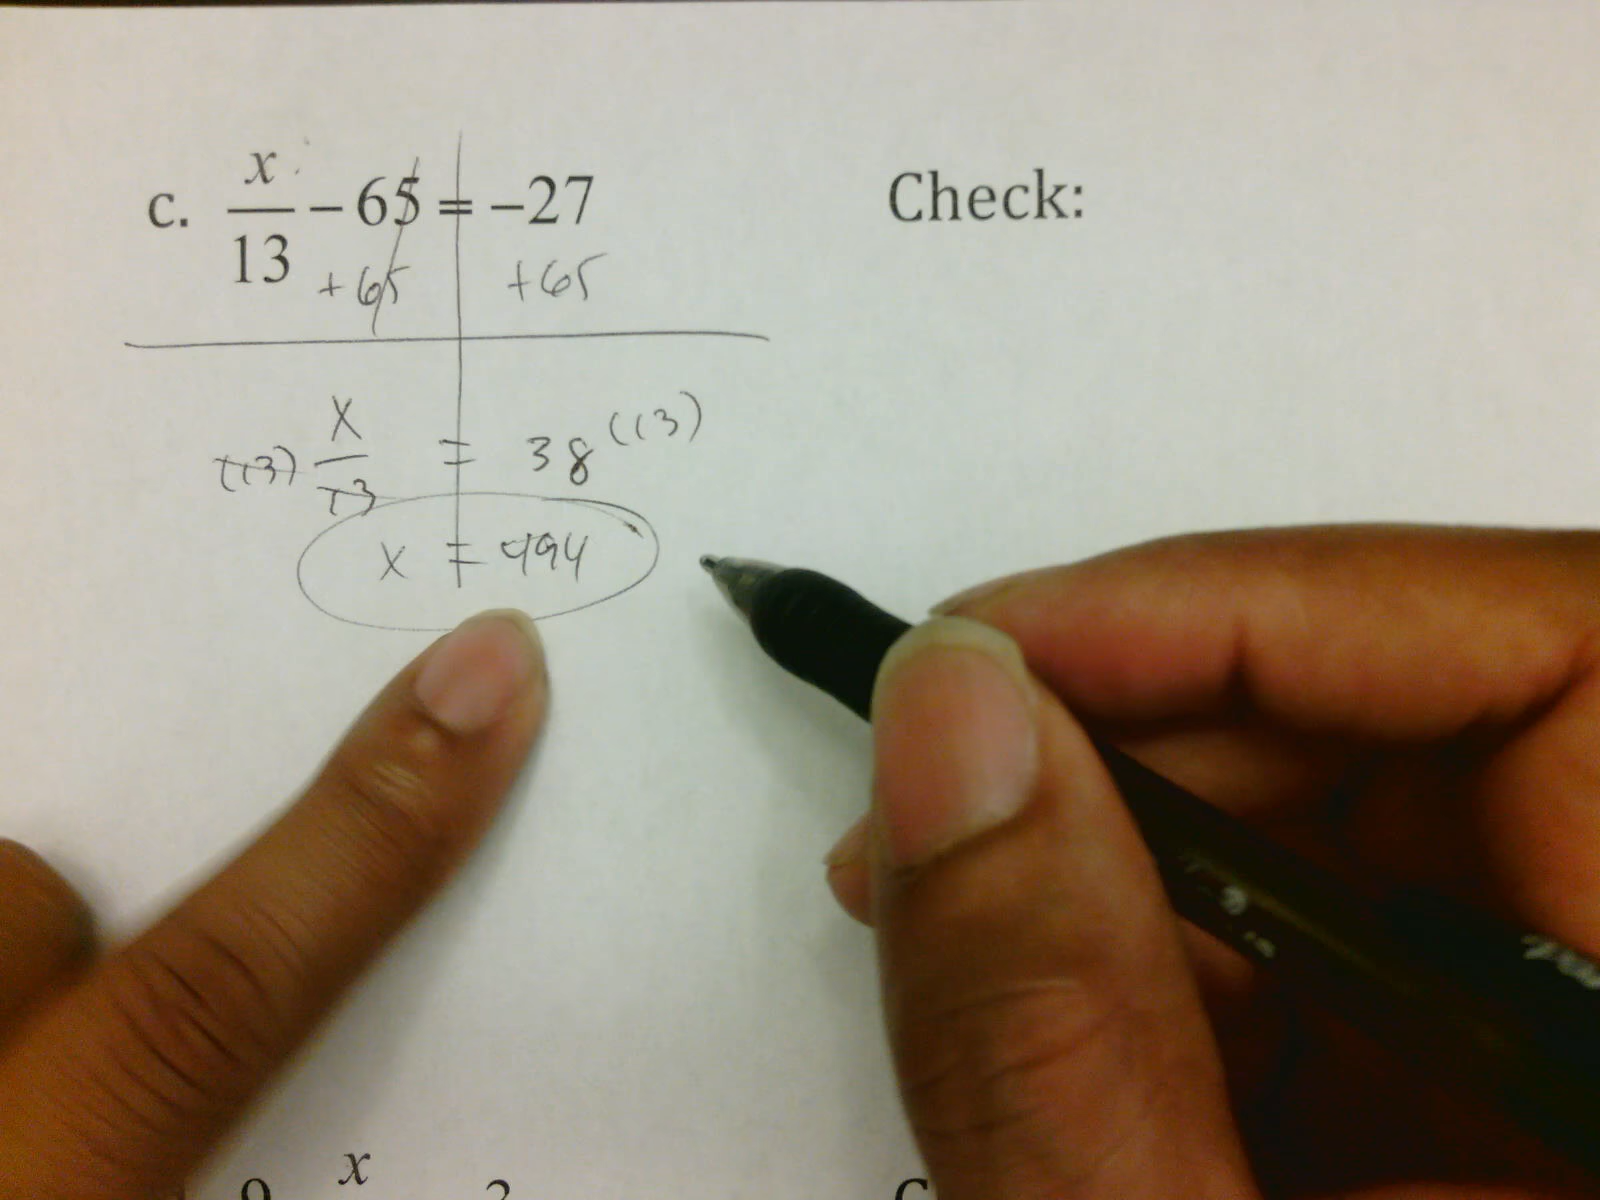 c. x/13 − 65 = −27
Check:
+65 +65
(13) x/13 = 38 (13)
x = 494
x